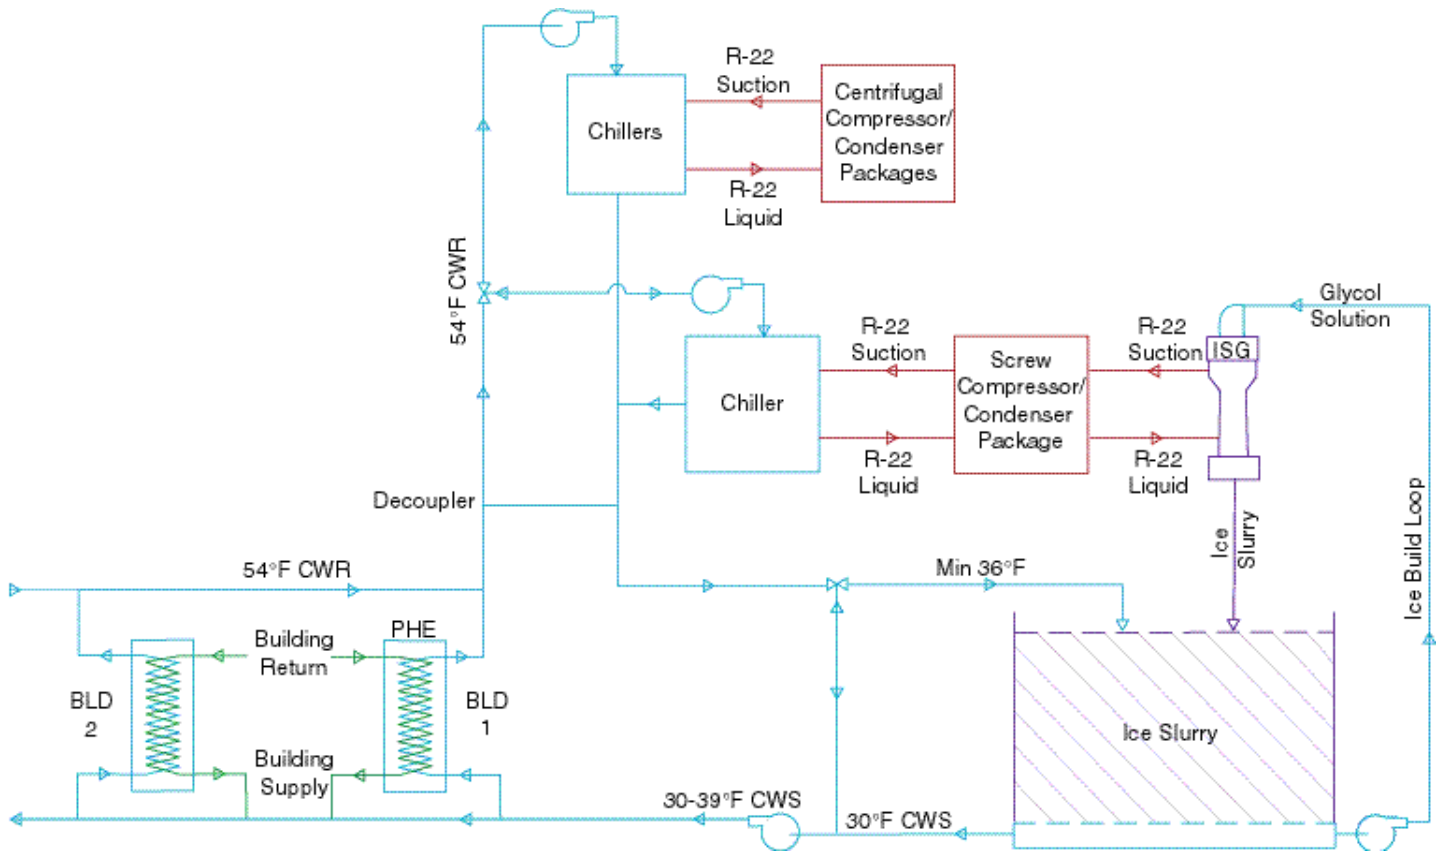 R-22
Suction
Centrifugal
Compressor/
Condenser
Packages
Chillers
R-22
Liquid
54°F CWR
Glycol
Solution
R-22
Suction
R-22
Suction
ISG
Screw
Compressor/
Condenser
Package
Chiller
R-22
Liquid
R-22
Liquid
Decoupler
Ice
Slurry
Ice Build Loop
54°F CWR
Min 36°F
PHE
Building
Return
BLD
2
BLD
1
Ice Slurry
Building
Supply
30-39°F CWS
30°F CWS